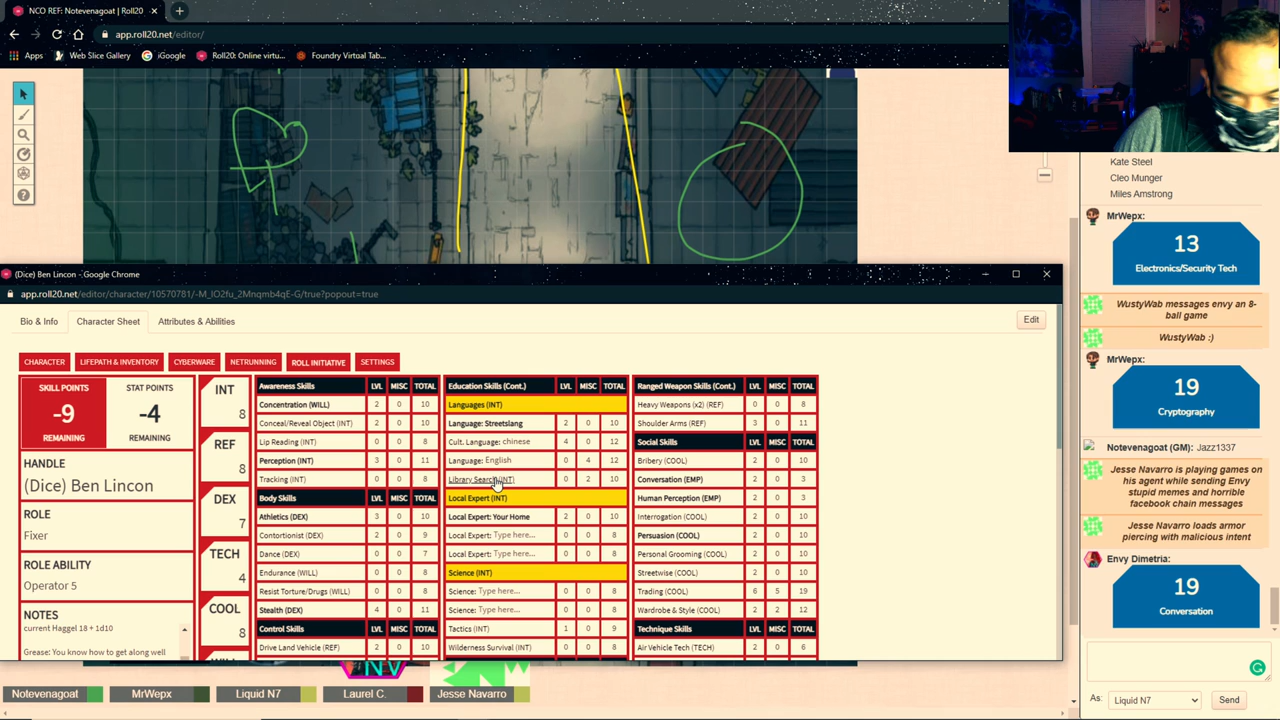 NCO REF: Notevenagoat | Roll20
app.roll20.net/editor/
Apps Web Slice Gallery iGoogle Roll20: Online virtu... Foundry Virtual Tab...
(Dice) Ben Lincon - Google Chrome
app.roll20.net/editor/character/10570781/-M_IO2fu_2Mnqmb4qE-G/true?popout=true
Bio & Info Character Sheet Attributes & Abilities Edit
CHARACTER LIFEPATH & INVENTORY CYBERWARE NETRUNNING ROLL INITIATIVE SETTINGS
SKILL POINTS STAT POINTS
-9 -4
REMAINING REMAINING
HANDLE
(Dice) Ben Lincon
ROLE
Fixer
ROLE ABILITY
Operator 5
NOTES
current Haggel 18 + 1d10
Grease: You know how to get along well
INT
8
REF
8
DEX
7
TECH
4
COOL
8
Awareness Skills LVL MISC TOTAL
Concentration (WILL) 2 0 10
Conceal/Reveal Object (INT) 2 0 10
Lip Reading (INT) 0 0 8
Perception (INT) 3 0 11
Tracking (INT) 0 0 8
Body Skills LVL MISC TOTAL
Athletics (DEX) 3 0 10
Contortionist (DEX) 2 0 9
Dance (DEX) 0 0 7
Endurance (WILL) 0 0 8
Resist Torture/Drugs (WILL) 0 0 8
Stealth (DEX) 4 0 11
Control Skills LVL MISC TOTAL
Drive Land Vehicle (REF) 2 0 10
Education Skills (Cont.) LVL MISC TOTAL
Languages (INT)
Language: Streetslang 2 0 10
Cult. Language: chinese 4 0 12
Language: English 0 4 12
Library Search (INT) 0 2 10
Local Expert (INT)
Local Expert: Your Home 2 0 10
Local Expert: Type here... 0 0 8
Local Expert: Type here... 0 0 8
Science (INT)
Science: Type here... 0 0 8
Science: Type here... 0 0 8
Tactics (INT) 1 0 9
Wilderness Survival (INT) 0 0 8
Ranged Weapon Skills (Cont.) LVL MISC TOTAL
Heavy Weapons (x2) (REF) 0 0 8
Shoulder Arms (REF) 3 0 11
Social Skills LVL MISC TOTAL
Bribery (COOL) 2 0 10
Conversation (EMP) 2 0 3
Human Perception (EMP) 2 0 3
Interrogation (COOL) 2 0 10
Persuasion (COOL) 2 0 10
Personal Grooming (COOL) 2 0 10
Streetwise (COOL) 2 0 10
Trading (COOL) 6 5 19
Wardrobe & Style (COOL) 2 2 12
Technique Skills LVL MISC TOTAL
Air Vehicle Tech (TECH) 2 0 6
Notevenagoat MrWepx Liquid N7 Laurel C. Jesse Navarro
Kate Steel
Cleo Munger
Miles Amstrong
MrWepx:
13
Electronics/Security Tech
WustyWab messages envy an 8-
ball game
WustyWab :)
MrWepx:
19
Cryptography
Notevenagoat (GM): Jazz1337
Jesse Navarro is playing games on
his agent while sending Envy
stupid memes and horrible
facebook chain messages
Jesse Navarro loads armor
piercing with malicious intent
Envy Dimetria:
19
Conversation
As: Liquid N7 Send